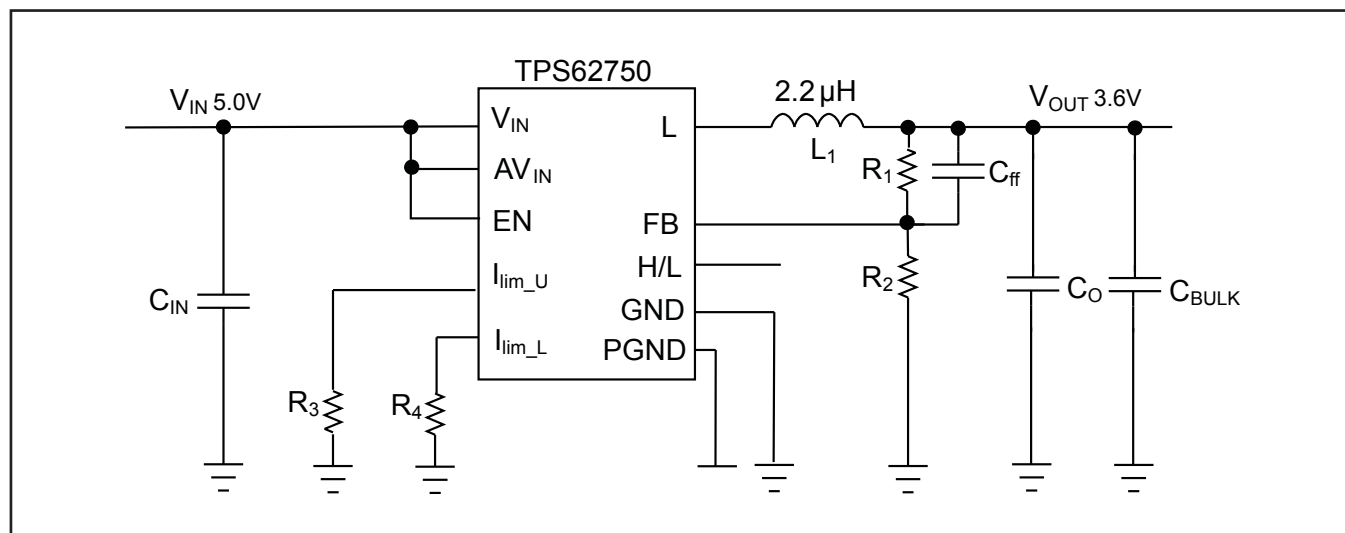 TPS62750
V_IN 5.0V
2.2 µH
V_OUT 3.6V
V_IN
L
L_1
R_1
C_ff
AV_IN
EN
FB
H/L
R_2
I_lim_U
C_IN
GND
C_O
C_BULK
I_lim_L
PGND
R_3
R_4